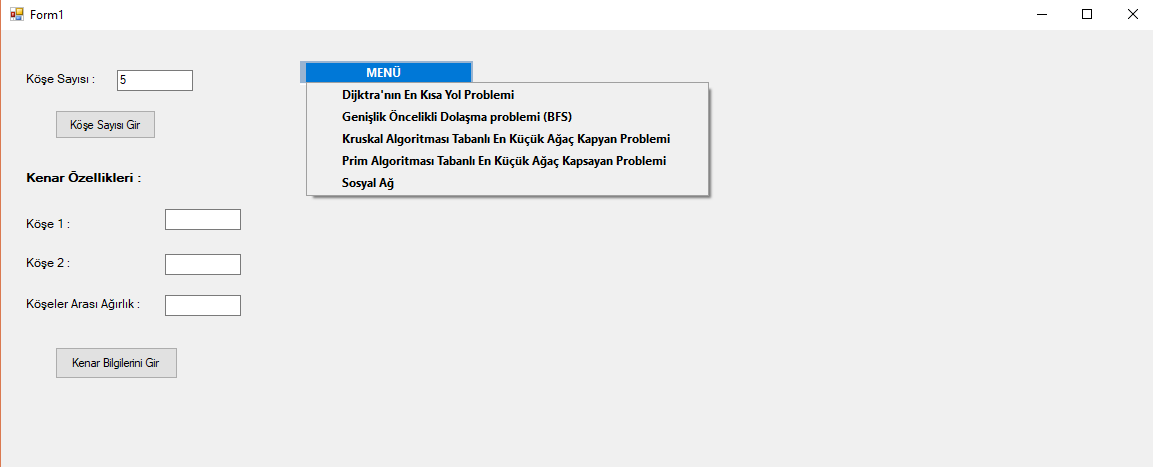 Form1
Köşe Sayısı :
5
Köşe Sayısı Gir
Kenar Özellikleri :
Köşe 1 :
Köşe 2 :
Köşeler Arası Ağırlık :
Kenar Bilgilerini Gir
MENÜ
Dijktra'nın En Kısa Yol Problemi
Genişlik Öncelikli Dolaşma problemi (BFS)
Kruskal Algoritması Tabanlı En Küçük Ağaç Kapyan Problemi
Prim Algoritması Tabanlı En Küçük Ağaç Kapsayan Problemi
Sosyal Ağ